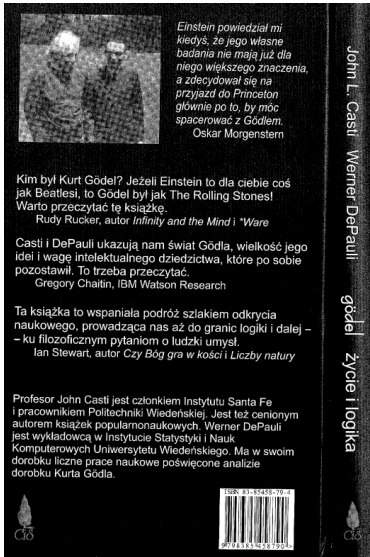 Einstein powiedział mi
kiedyś, że jego własne
badania nie mają już dla
niego większego znaczenia,
a zdecydował się na
przyjazd do Princeton
głównie po to, by móc
spacerować z Gödlem.
Oskar Morgenstern
Kim był Kurt Gödel? Jeżeli Einstein to dla ciebie coś
jak Beatlesi, to Gödel był jak The Rolling Stones!
Warto przeczytać tę książkę.
Rudy Rucker, autor Infinity and the Mind i *Ware
Casti i DePauli ukazują nam świat Gödla, wielkość jego
idei i wagę intelektualnego dziedzictwa, które po sobie
pozostawił. To trzeba przeczytać.
Gregory Chaitin, IBM Watson Research
Ta książka to wspaniała podróż szlakiem odkrycia
naukowego, prowadząca nas aż do granic logiki i dalej –
– ku filozoficznym pytaniom o ludzki umysł.
Ian Stewart, autor Czy Bóg gra w kości i Liczby natury
Profesor John Casti jest członkiem Instytutu Santa Fe
i pracownikiem Politechniki Wiedeńskiej. Jest też cenionym
autorem książek popularnonaukowych. Werner DePauli
jest wykładowcą w Instytucie Statystyki i Nauk
Komputerowych Uniwersytetu Wiedeńskiego. Ma w swoim
dorobku liczne prace naukowe poświęcone analizie
dorobku Kurta Gödla.
CiS
ISBN 83-85458-79-4
9788385458790
John L. Casti Werner DePauli gödel życie i logika
CiS